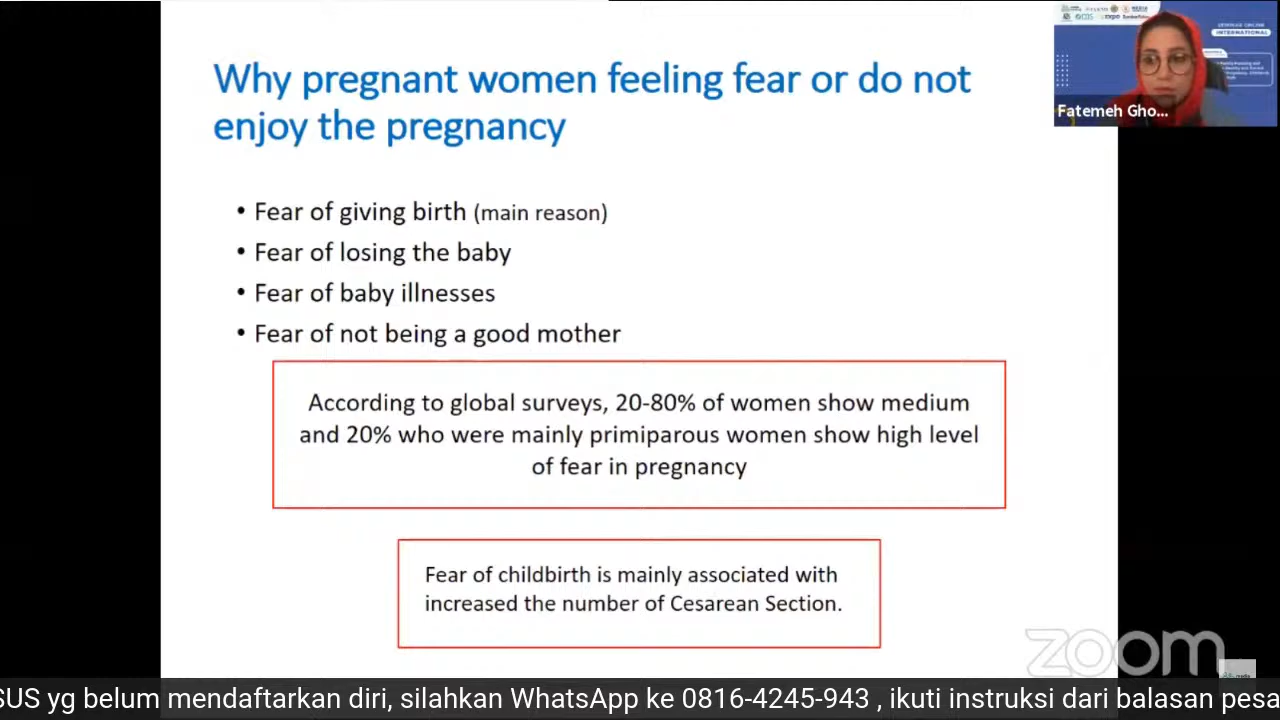 Why pregnant women feeling fear or do not
enjoy the pregnancy
• Fear of giving birth (main reason)
• Fear of losing the baby
• Fear of baby illnesses
• Fear of not being a good mother
According to global surveys, 20-80% of women show medium
and 20% who were mainly primiparous women show high level
of fear in pregnancy
Fear of childbirth is mainly associated with
increased the number of Cesarean Section.
INTERNATIONAL
Fatemeh Gho...
zoom
SUS yg belum mendaftarkan diri, silahkan WhatsApp ke 0816-4245-943 , ikuti instruksi dari balasan pesa